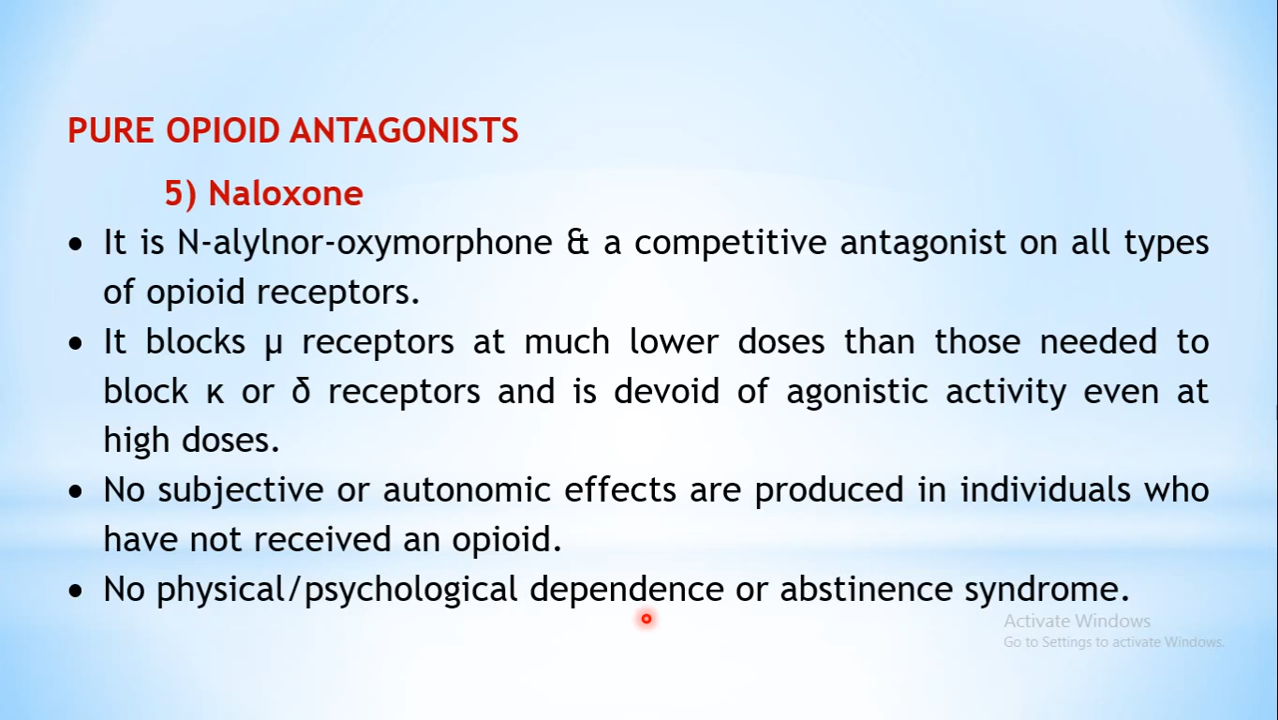 PURE OPIOID ANTAGONISTS
5) Naloxone
• It is N-alylnor-oxymorphone & a competitive antagonist on all types
of opioid receptors.
• It blocks μ receptors at much lower doses than those needed to
block κ or δ receptors and is devoid of agonistic activity even at
high doses.
• No subjective or autonomic effects are produced in individuals who
have not received an opioid.
• No physical/psychological dependence or abstinence syndrome.
Activate Windows
Go to Settings to activate Windows.